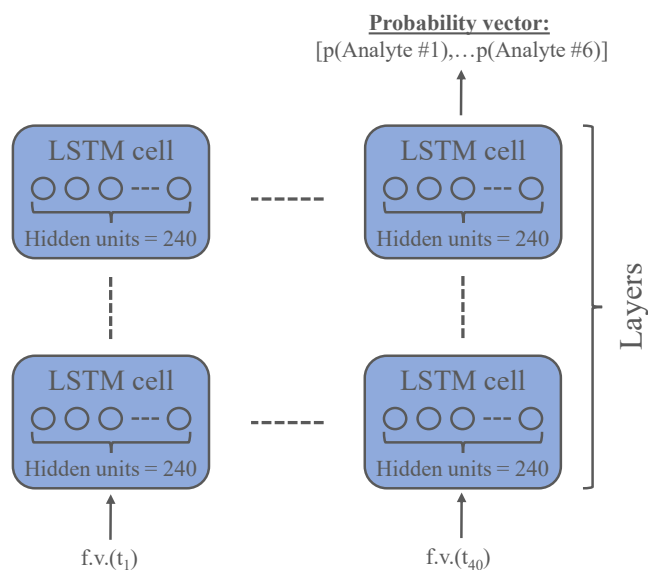 Probability vector:
[p(Analyte #1),…p(Analyte #6)]
LSTM cell
Hidden units = 240
LSTM cell
Hidden units = 240
Layers
LSTM cell
Hidden units = 240
LSTM cell
Hidden units = 240
f.v.(t₁)
f.v.(t₄₀)